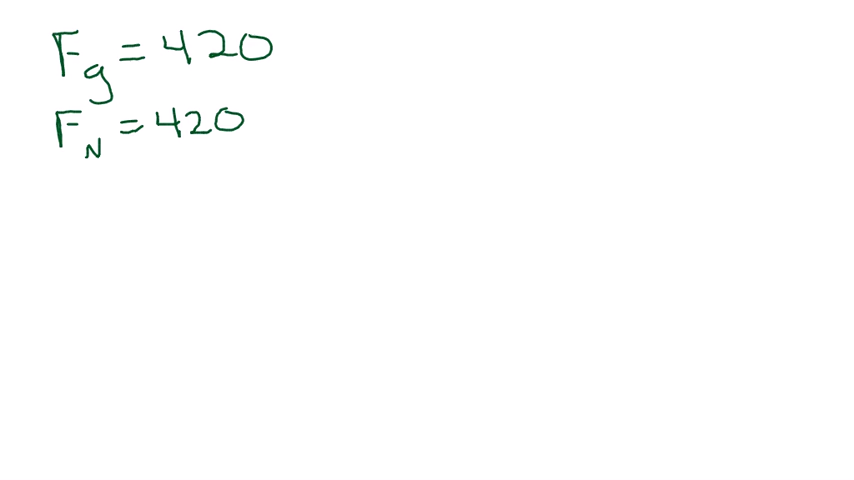 Fg = 420
FN = 420